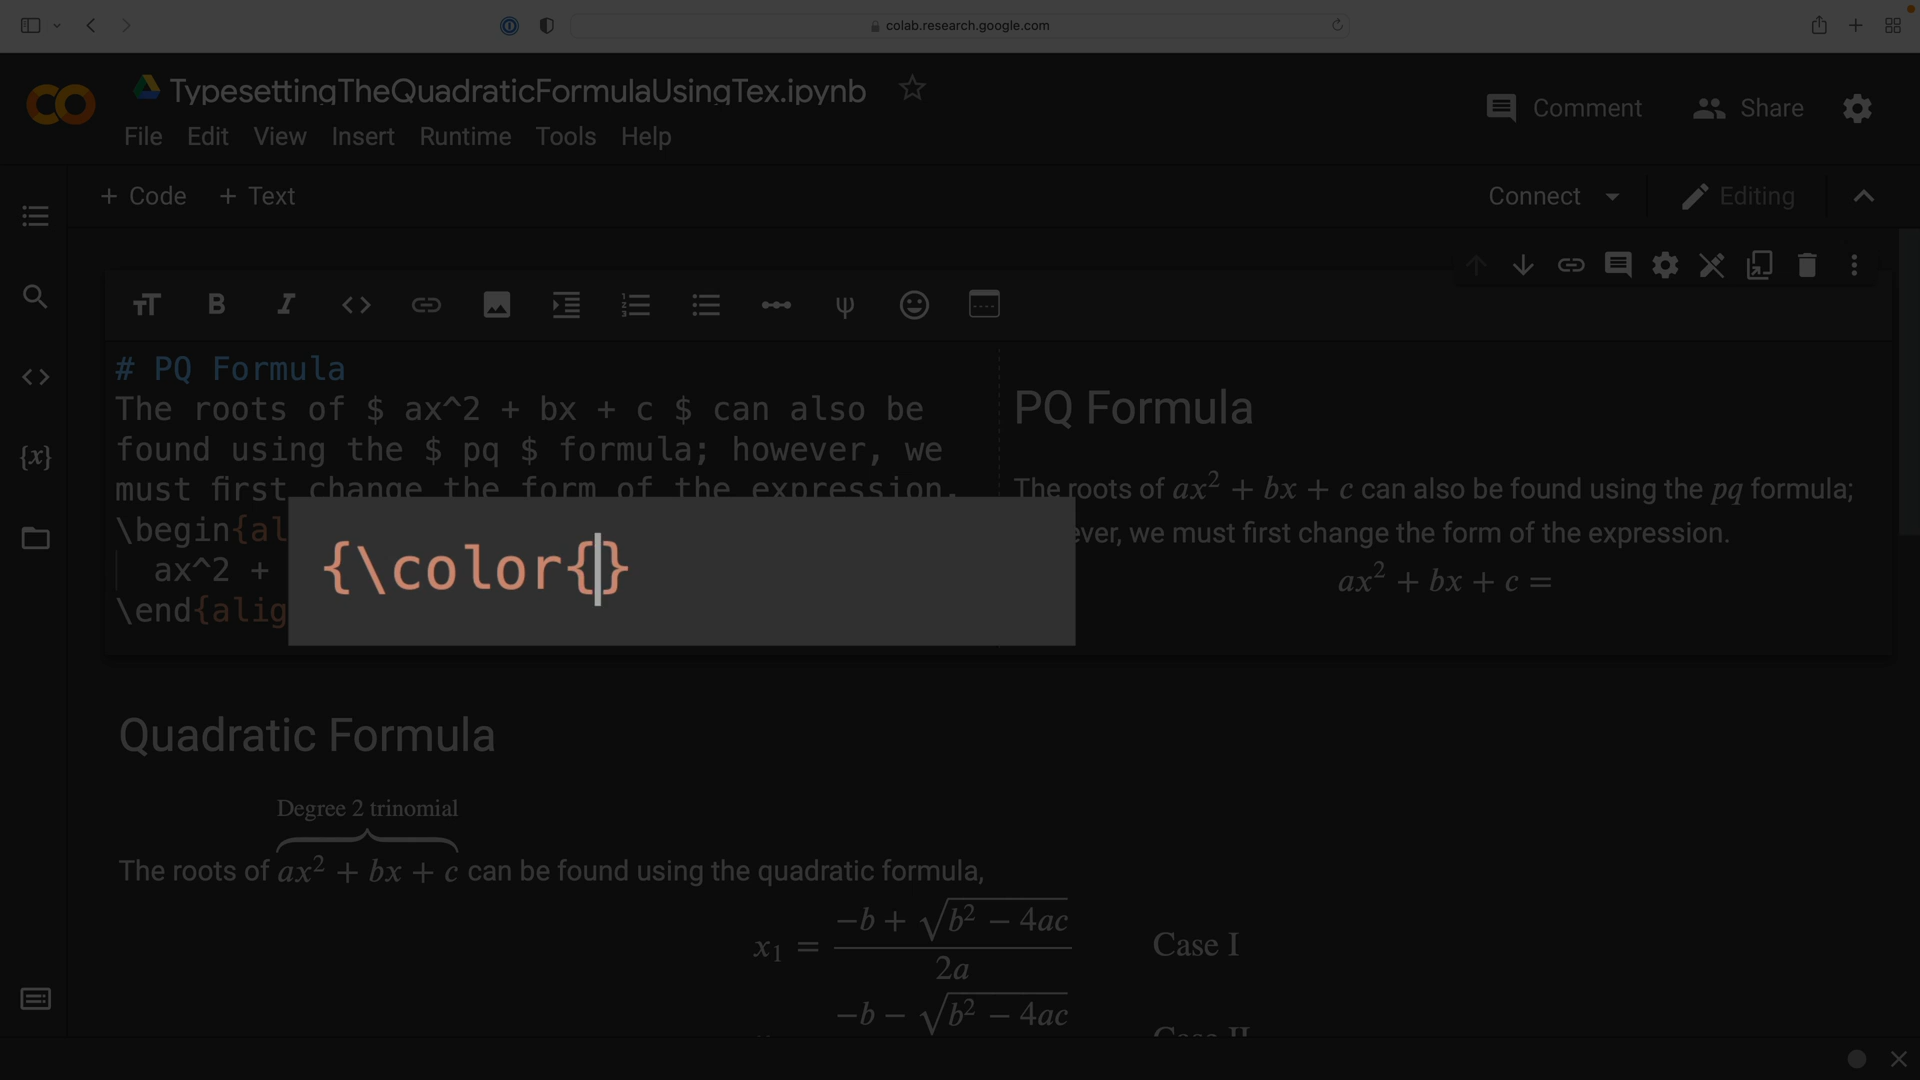 colab.research.google.com
TypesettingTheQuadraticFormulaUsingTex.ipynb
Comment
Share
File Edit View Insert Runtime Tools Help
+ Code + Text
Connect
Editing
# PQ Formula
The roots of $ ax^2 + bx + c $ can also be
found using the $ pq $ formula; however, we
must first change the form of the expression.
\begin{al
ax^2 +
\end{alig
{\color{}
PQ Formula
The roots of ax² + bx + c can also be found using the pq formula;
ever, we must first change the form of the expression.
ax² + bx + c =
Quadratic Formula
Degree 2 trinomial
The roots of ax² + bx + c can be found using the quadratic formula,
x₁ = −b + √b² − 4ac
2a
Case I
−b − √b² − 4ac
Case II